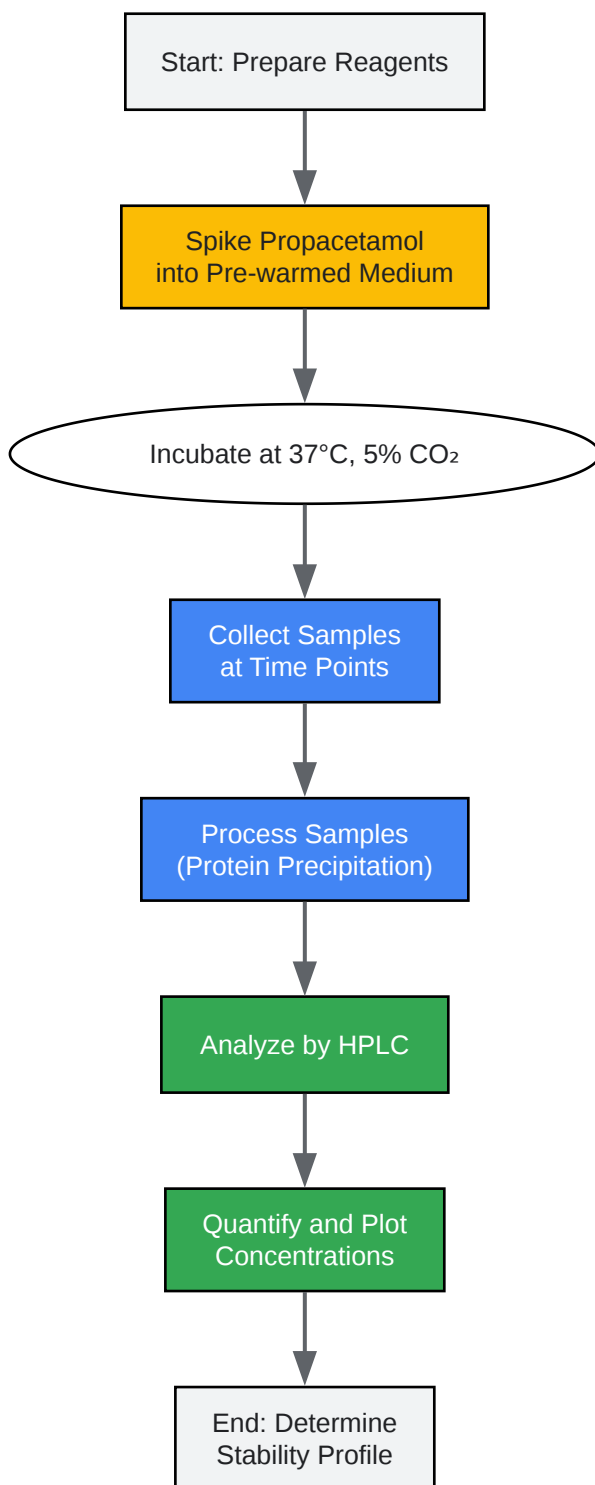 Start: Prepare Reagents
Spike Propacetamol
into Pre-warmed Medium
Incubate at 37°C, 5% CO₂
Collect Samples
at Time Points
Process Samples
(Protein Precipitation)
Analyze by HPLC
Quantify and Plot
Concentrations
End: Determine
Stability Profile